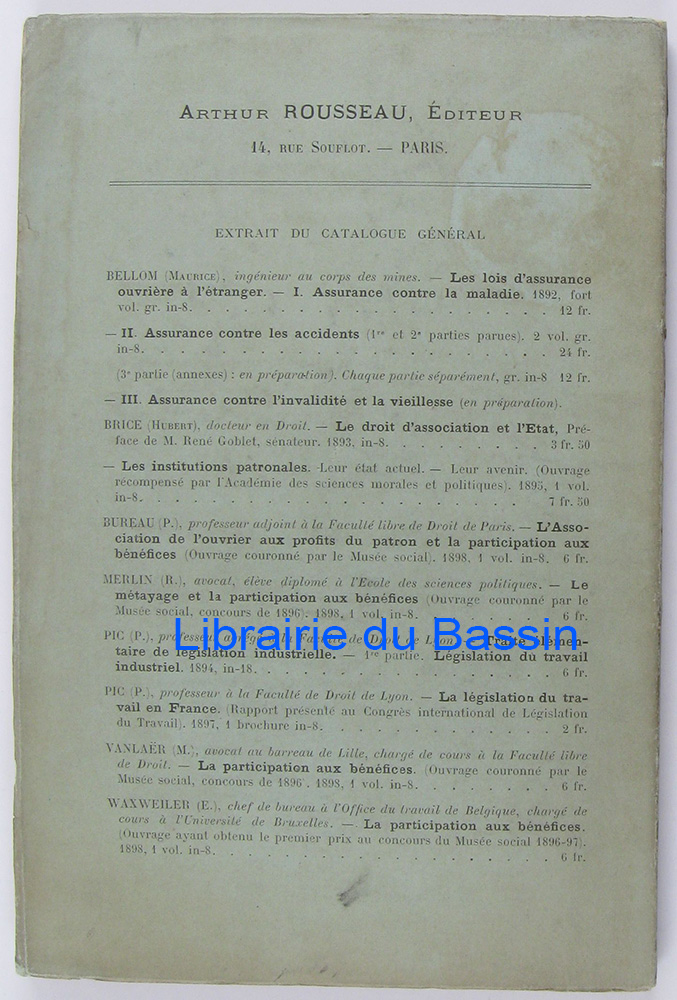 ARTHUR ROUSSEAU, ÉDITEUR
14, RUE SOUFLOT. — PARIS.
EXTRAIT DU CATALOGUE GÉNÉRAL
BELLOM (MAURICE), ingénieur au corps des mines. — Les lois d'assurance
ouvrière à l'étranger. — I. Assurance contre la maladie. 1892, fort
vol. gr. in-8. . . . . . . . . . . . . . . . . . . . . 12 fr.
— II. Assurance contre les accidents (1re et 2e parties parues). 2 vol. gr.
in-8. . . . . . . . . . . . . . . . . . . . . . . 24 fr.
(3e partie (annexes) : en préparation). Chaque partie séparément, gr. in-8 12 fr.
— III. Assurance contre l'invalidité et la vieillesse (en préparation).
BRICE (HUBERT), docteur en Droit. — Le droit d'association et l'Etat, Pré-
face de M. René Goblet, sénateur. 1893, in-8. . . . . . . . . 3 fr. 50
— Les institutions patronales. Leur état actuel. — Leur avenir. (Ouvrage
récompensé par l'Académie des sciences morales et politiques). 1895, 1 vol.
in-8. . . . . . . . . . . . . . . . . . . . . . . 7 fr. 50
BUREAU (P.), professeur adjoint à la Faculté libre de Droit de Paris. — L'Asso-
ciation de l'ouvrier aux profits du patron et la participation aux
bénéfices (Ouvrage couronné par le Musée social). 1898, 1 vol. in-8. 6 fr.
MERLIN (R.), avocat, élève diplomé à l'Ecole des sciences politiques. — Le
métayage et la participation aux bénéfices (Ouvrage couronné par le
Musée social, concours de 1896). 1898, 1 vol. in-8. . . . . . . . 6 fr.
Librairie du Bassin
PIC (P.), professeur agrégé à la Faculté de Droit de Lyon. — Traité élémen-
taire de législation industrielle. — 1re partie. Législation du travail
industriel. 1894, in-18. . . . . . . . . . . . . . . . . 6 fr.
PIC (P.), professeur à la Faculté de Droit de Lyon. — La législation du tra-
vail en France. (Rapport présenté au Congrès international de Législation
du Travail). 1897, 1 brochure in-8. . . . . . . . . . . . . 2 fr.
VANLAËR (M.), avocat au barreau de Lille, chargé de cours à la Faculté libre
de Droit. — La participation aux bénéfices. (Ouvrage couronné par le
Musée social, concours de 1896). 1898, 1 vol. in-8. . . . . . . . 6 fr.
WAXWEILER (E.), chef de bureau à l'Office du travail de Belgique, chargé de
cours à l'Université de Bruxelles. — La participation aux bénéfices.
(Ouvrage ayant obtenu le premier prix au concours du Musée social 1896-97).
1898, 1 vol. in-8. . . . . . . . . . . . . . . . . . . 6 fr.